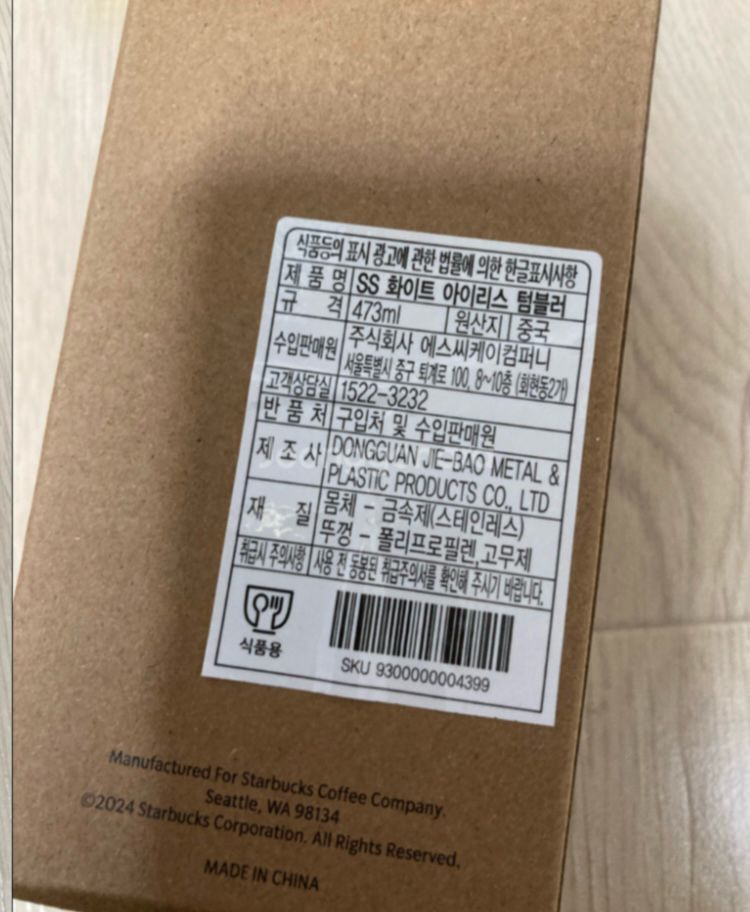 식품등의 표시 광고에 관한 법률에 의한 한글표시사항
제 품 명 SS 화이트 아이리스 텀블러
규 격 473ml 원산지 중국
수입판매원 주식회사 에스씨케이컴퍼니
서울특별시 중구 퇴계로 100, 8~10층 (회현동2가)
고객상담실 1522-3232
반 품 처 구입처 및 수입판매원
제 조 사 DONGGUAN JIE-BAO METAL &
PLASTIC PRODUCTS CO., LTD
재 질 몸체 - 금속제(스테인레스)
뚜껑 - 폴리프로필렌, 고무제
취급시 주의사항 사용 전 동봉된 취급주의서를 확인해 주시기 바랍니다.
식품용
SKU 9300000004399
Manufactured For Starbucks Coffee Company.
Seattle, WA 98134
©2024 Starbucks Corporation. All Rights Reserved.
MADE IN CHINA